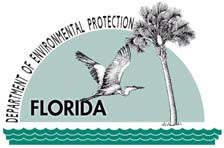 DEPARTMENT OF ENVIRONMENTAL PROTECTION
FLORIDA